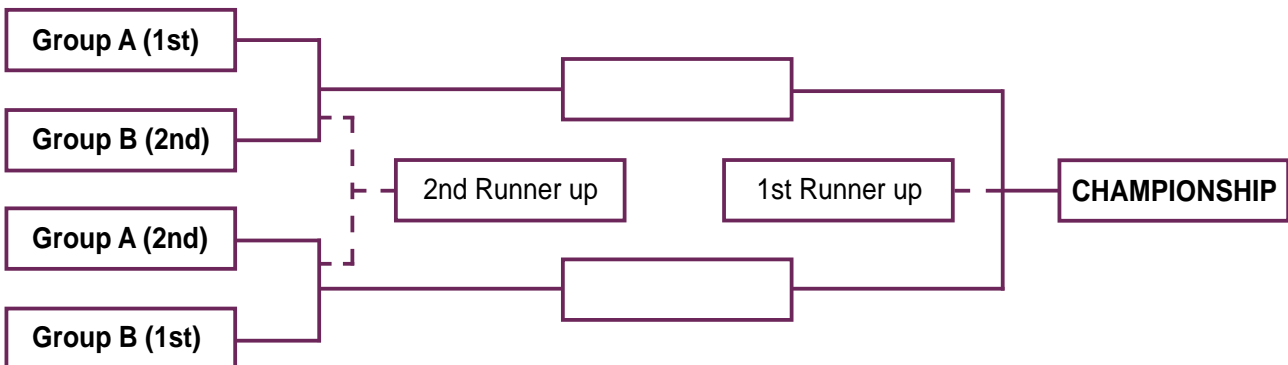 Group A (1st)
Group B (2nd)
2nd Runner up
1st Runner up
CHAMPIONSHIP
Group A (2nd)
Group B (1st)